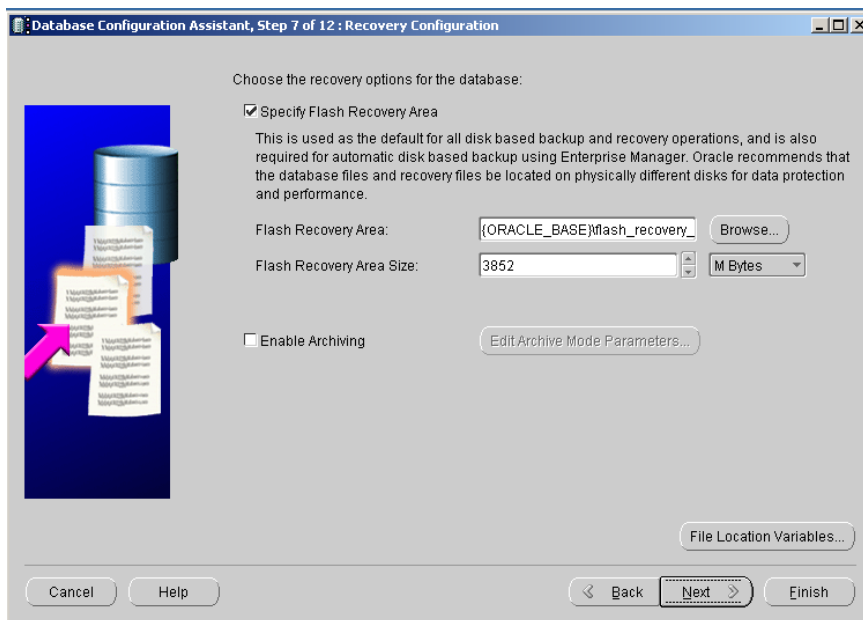 Database Configuration Assistant, Step 7 of 12 : Recovery Configuration
Choose the recovery options for the database:
Specify Flash Recovery Area
This is used as the default for all disk based backup and recovery operations, and is also
required for automatic disk based backup using Enterprise Manager. Oracle recommends that
the database files and recovery files be located on physically different disks for data protection
and performance.
Flash Recovery Area: {ORACLE_BASE}\flash_recovery_ Browse...
Flash Recovery Area Size: 3852 M Bytes
Enable Archiving Edit Archive Mode Parameters...
File Location Variables...
Cancel Help Back Next Finish